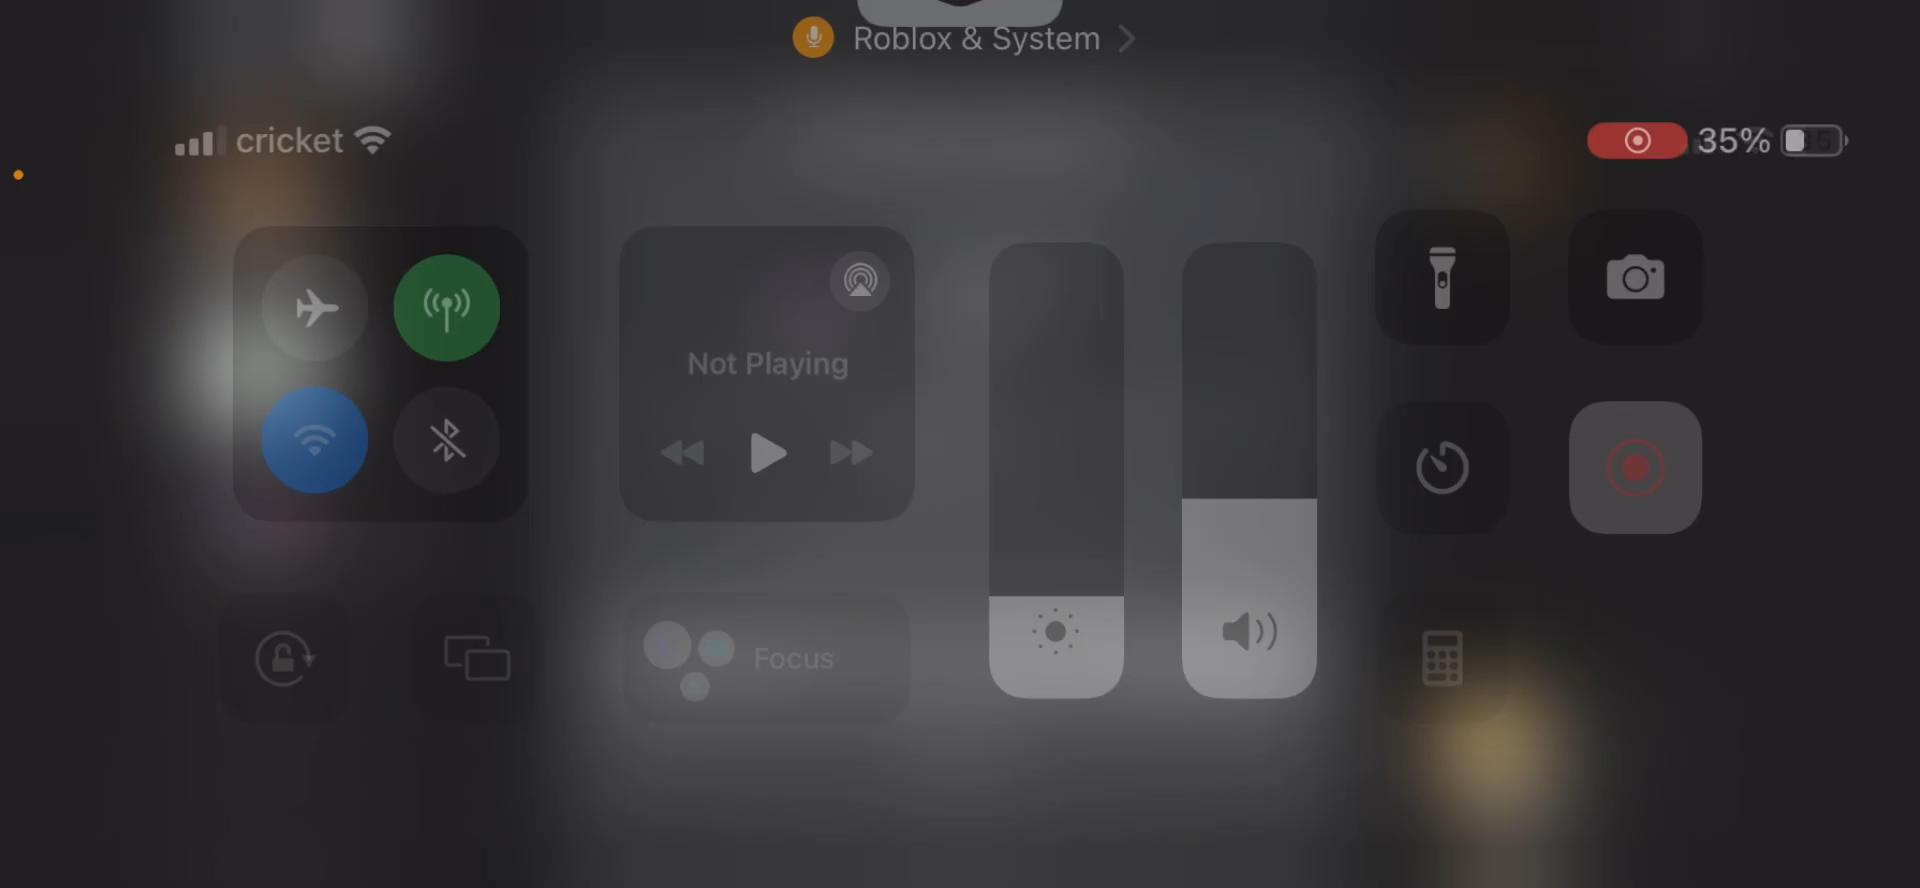 Roblox & System
cricket
35%
Not Playing
Focus